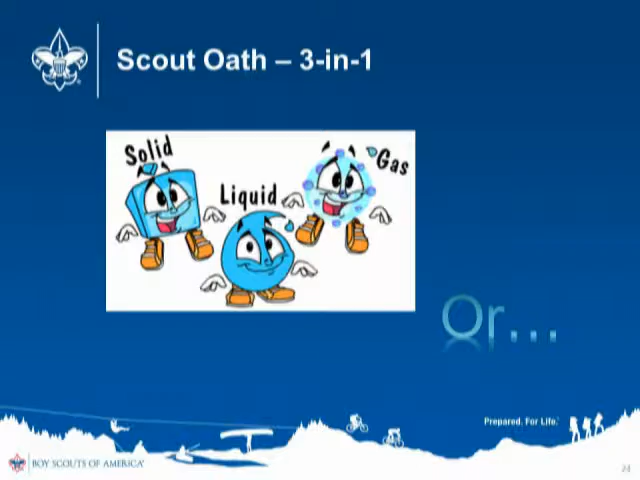 Scout Oath – 3-in-1
Solid
Gas
Liquid
Or...
Prepared. For Life.
BOY SCOUTS OF AMERICA